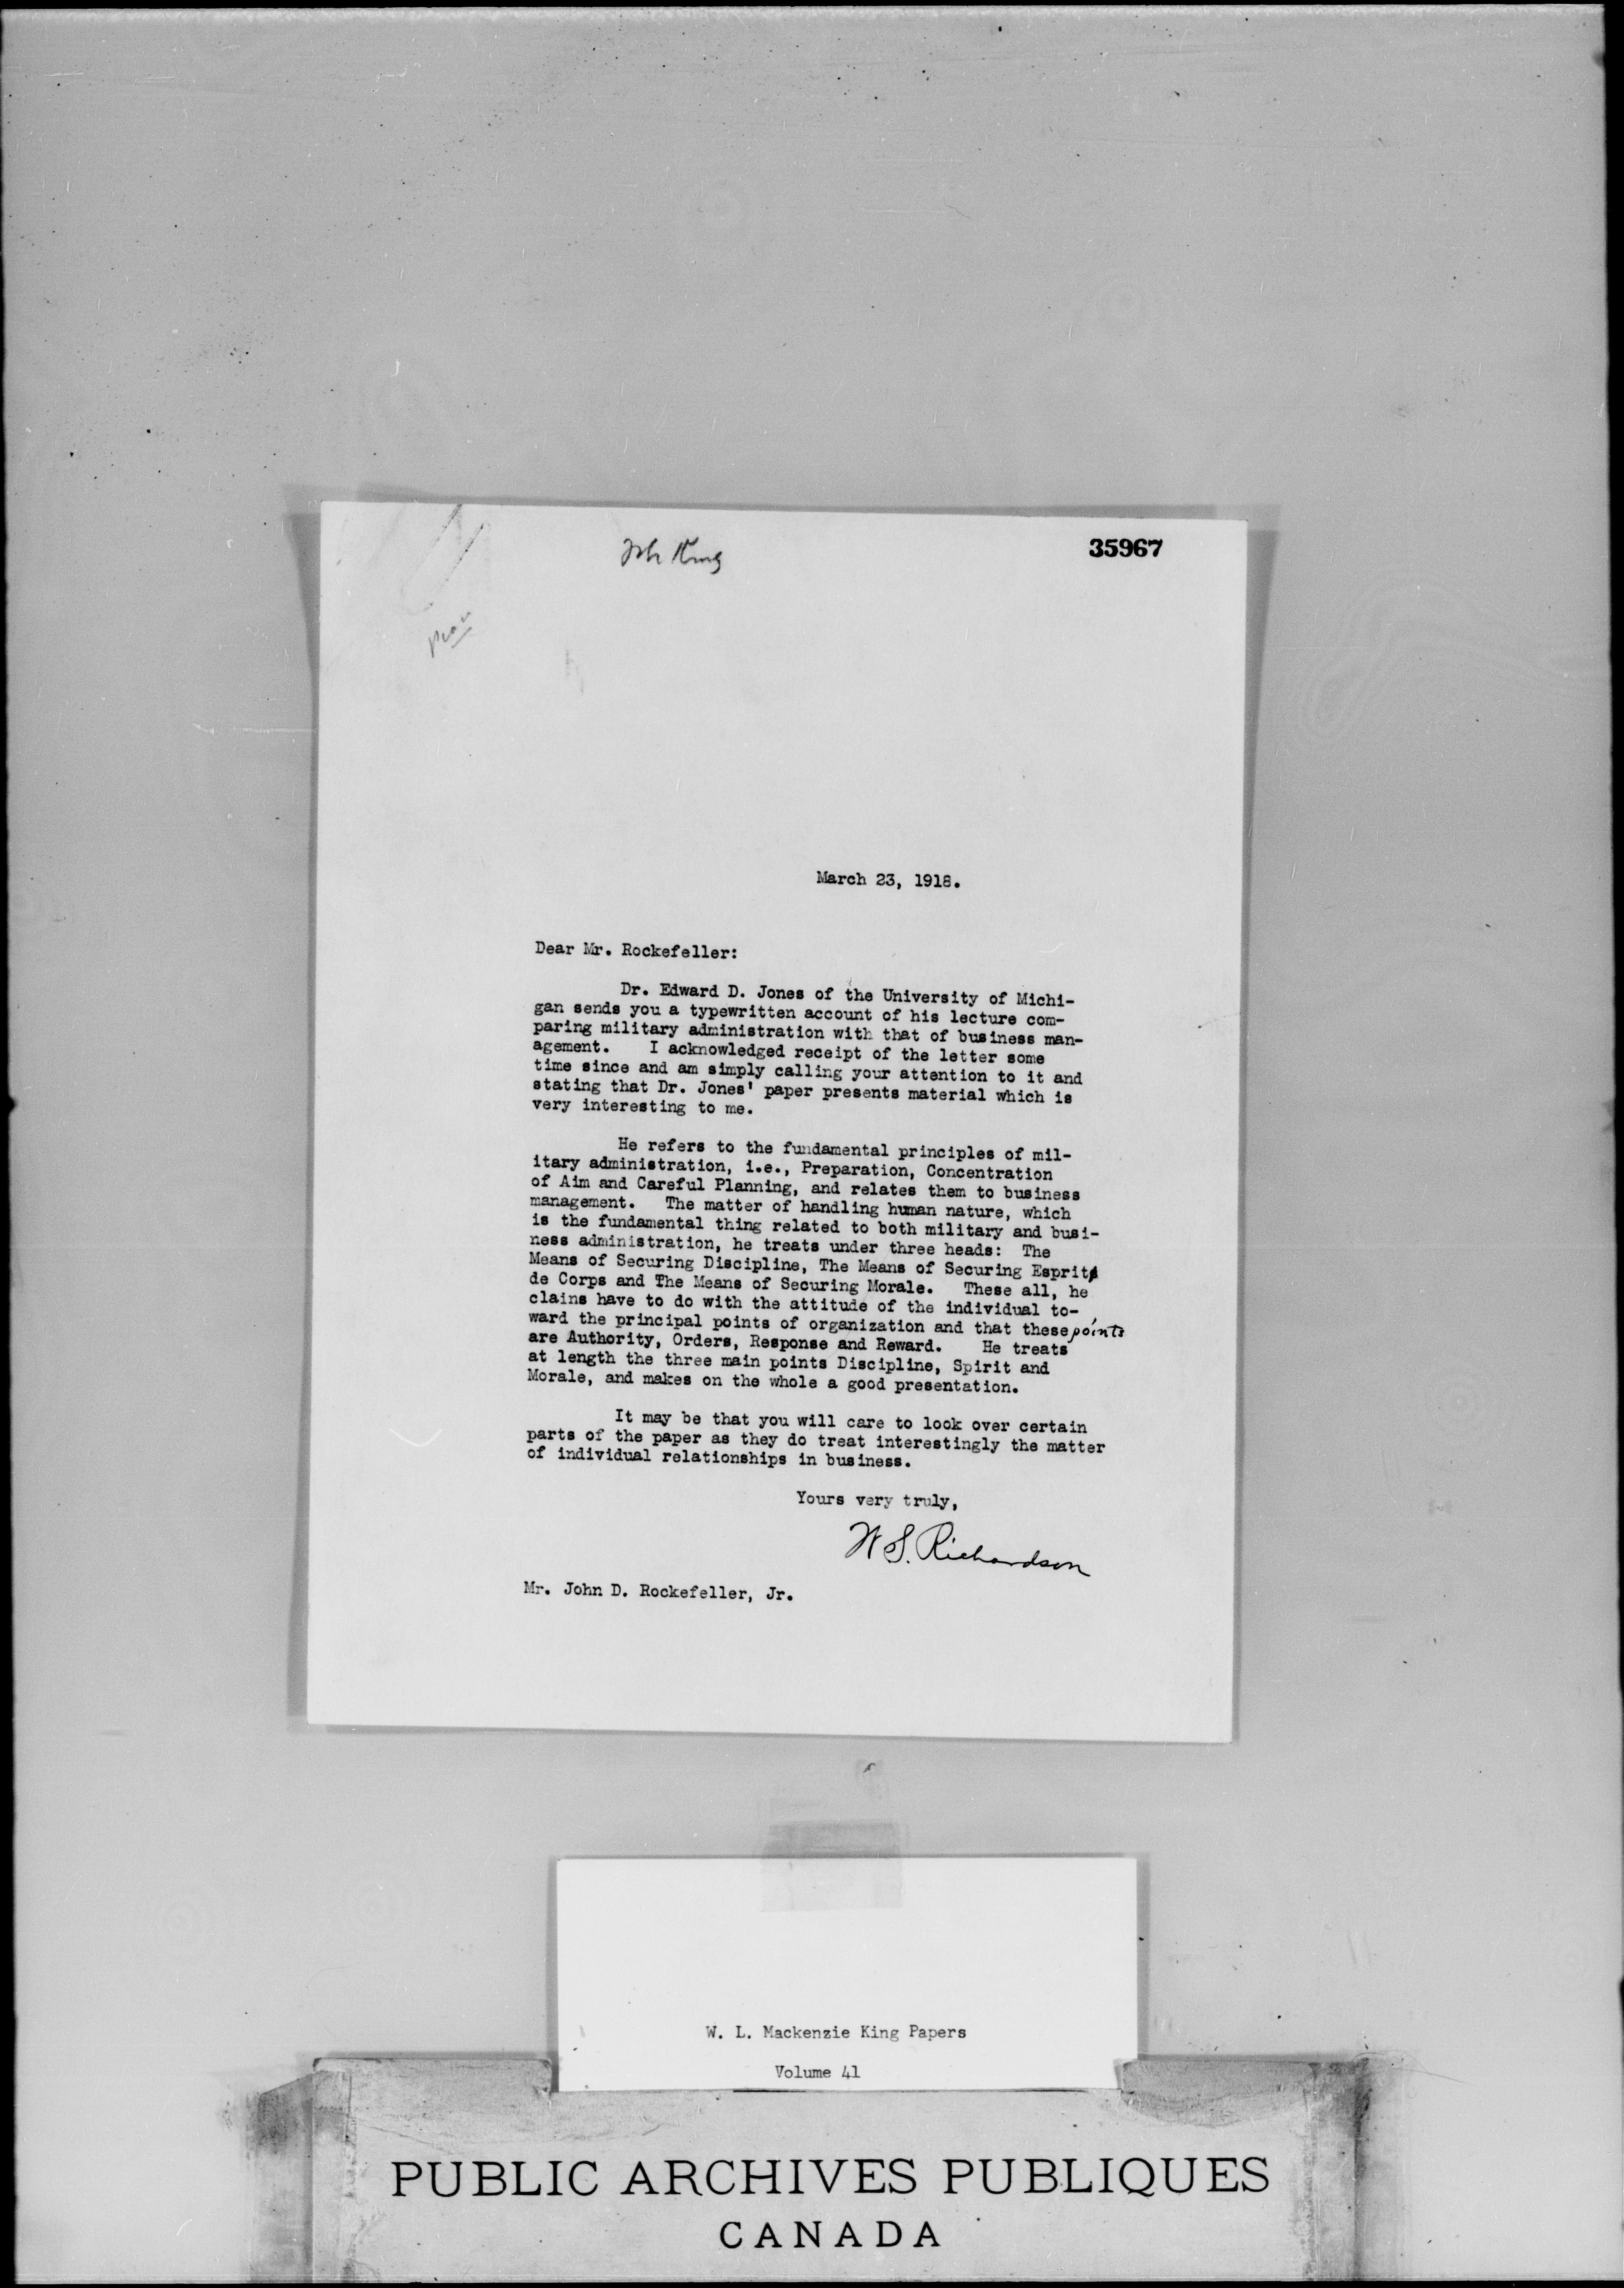 Mr King
35967
March 23, 1918.
Dear Mr. Rockefeller:
Dr. Edward D. Jones of the University of Michi-
gan sends you a typewritten account of his lecture com-
paring military administration with that of business man-
agement. I acknowledged receipt of the letter some
time since and am simply calling your attention to it and
stating that Dr. Jones' paper presents material which is
very interesting to me.
He refers to the fundamental principles of mil-
itary administration, i.e., Preparation, Concentration
of Aim and Careful Planning, and relates them to business
management. The matter of handling human nature, which
is the fundamental thing related to both military and busi-
ness administration, he treats under three heads: The
Means of Securing Discipline, The Means of Securing Esprit
de Corps and The Means of Securing Morale. These all, he
clains have to do with the attitude of the individual to-
ward the principal points of organization and that these points
are Authority, Orders, Response and Reward. He treats
at length the three main points Discipline, Spirit and
Morale, and makes on the whole a good presentation.
It may be that you will care to look over certain
parts of the paper as they do treat interestingly the matter
of individual relationships in business.
Yours very truly,
W S. Richardson
Mr. John D. Rockefeller, Jr.
W. L. Mackenzie King Papers
Volume 41
PUBLIC ARCHIVES PUBLIQUES
CANADA